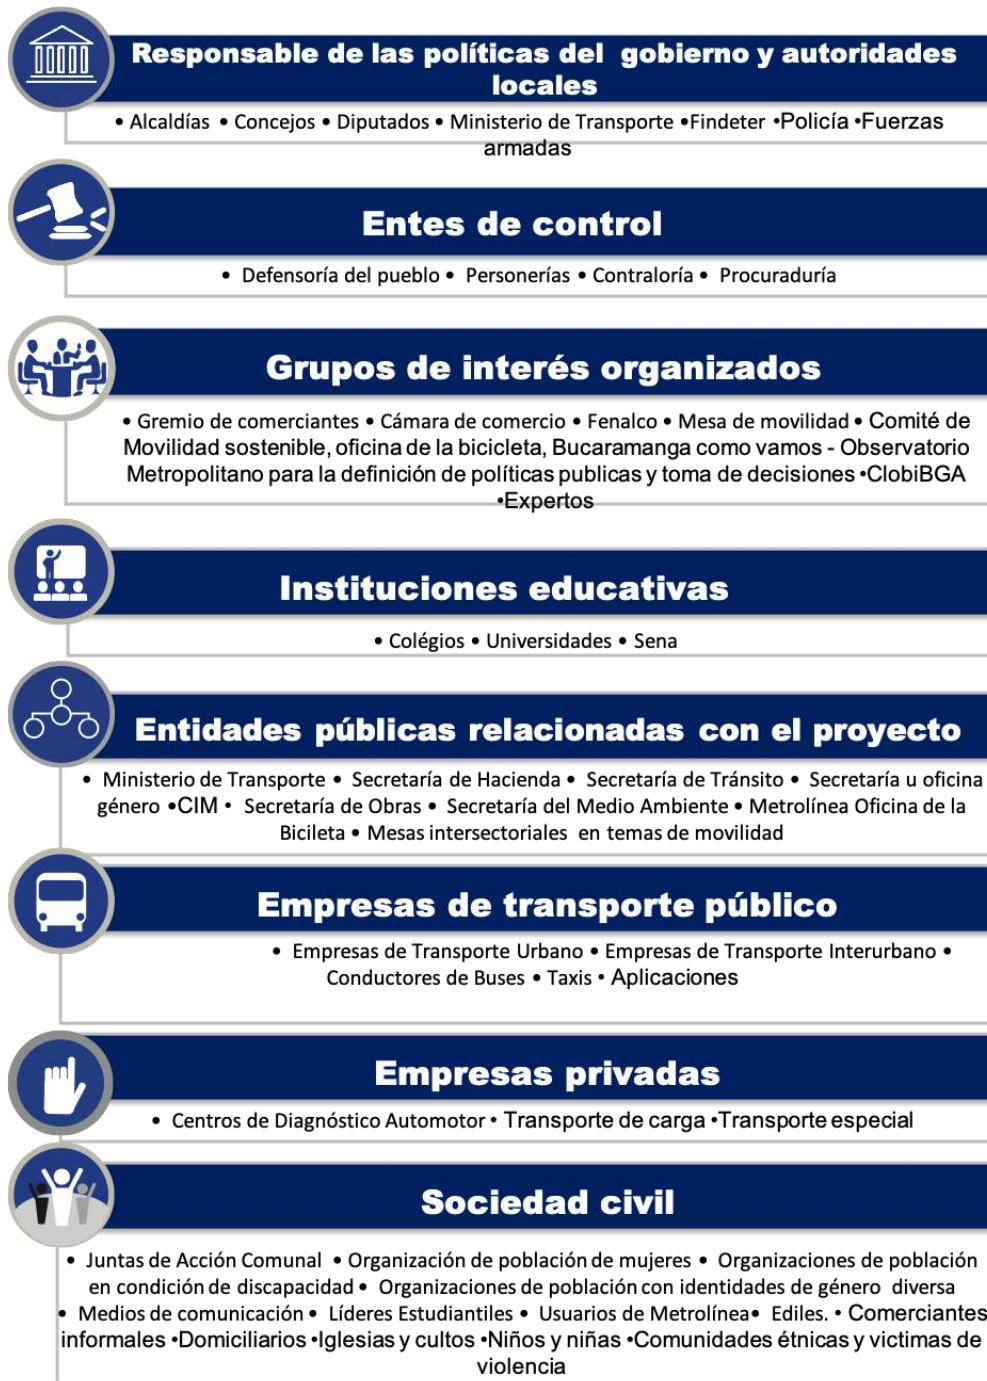 Responsable de las políticas del gobierno y autoridades
locales
• Alcaldías • Concejos • Diputados • Ministerio de Transporte •Findeter •Policía •Fuerzas
armadas
Entes de control
• Defensoría del pueblo • Personerías • Contraloría • Procuraduría
Grupos de interés organizados
• Gremio de comerciantes • Cámara de comercio • Fenalco • Mesa de movilidad • Comité de
Movilidad sostenible, oficina de la bicicleta, Bucaramanga como vamos - Observatorio
Metropolitano para la definición de políticas publicas y toma de decisiones •ClobiBGA
•Expertos
Instituciones educativas
• Colégios • Universidades • Sena
Entidades públicas relacionadas con el proyecto
• Ministerio de Transporte • Secretaría de Hacienda • Secretaría de Tránsito • Secretaría u oficina
género •CIM • Secretaría de Obras • Secretaría del Medio Ambiente • Metrolínea Oficina de la
Bicileta • Mesas intersectoriales en temas de movilidad
Empresas de transporte público
• Empresas de Transporte Urbano • Empresas de Transporte Interurbano •
Conductores de Buses • Taxis • Aplicaciones
Empresas privadas
• Centros de Diagnóstico Automotor • Transporte de carga •Transporte especial
Sociedad civil
• Juntas de Acción Comunal • Organización de población de mujeres • Organizaciones de población
en condición de discapacidad • Organizaciones de población con identidades de género diversa
• Medios de comunicación • Líderes Estudiantiles • Usuarios de Metrolínea • Ediles. • Comerciantes
informales •Domiciliarios •Iglesias y cultos •Niños y niñas •Comunidades étnicas y victimas de
violencia